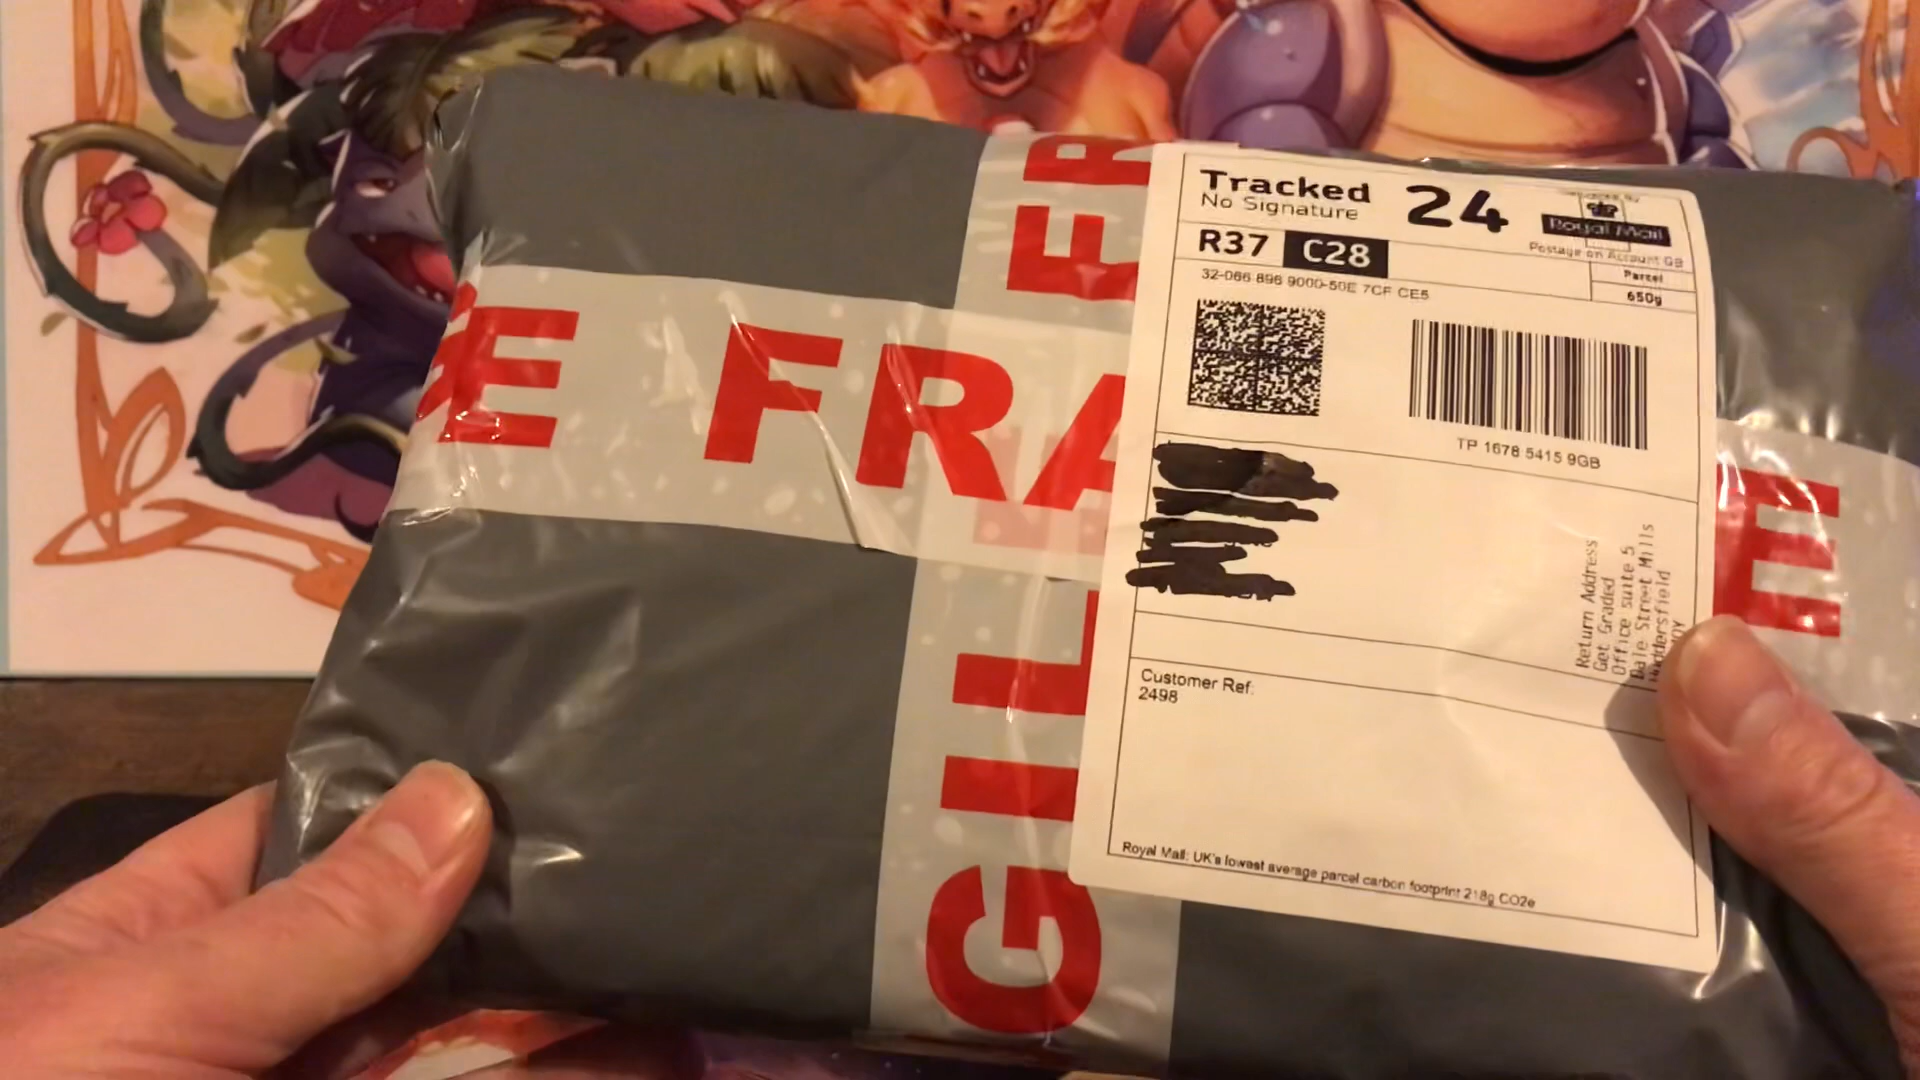 Tracked 24
No Signature
Royal Mail
Postage on Account GB
R37 C28
Parcel
650g
32-066 896 9000-50E 7CF CE5
TP 1678 5415 9GB
Return Address
Get Graded
Office suite 5
Dale Street Mills
Huddersfield
Customer Ref:
2498
Royal Mail: UK's lowest average parcel carbon footprint 218g CO2e
E FRA
E
ER
GIL